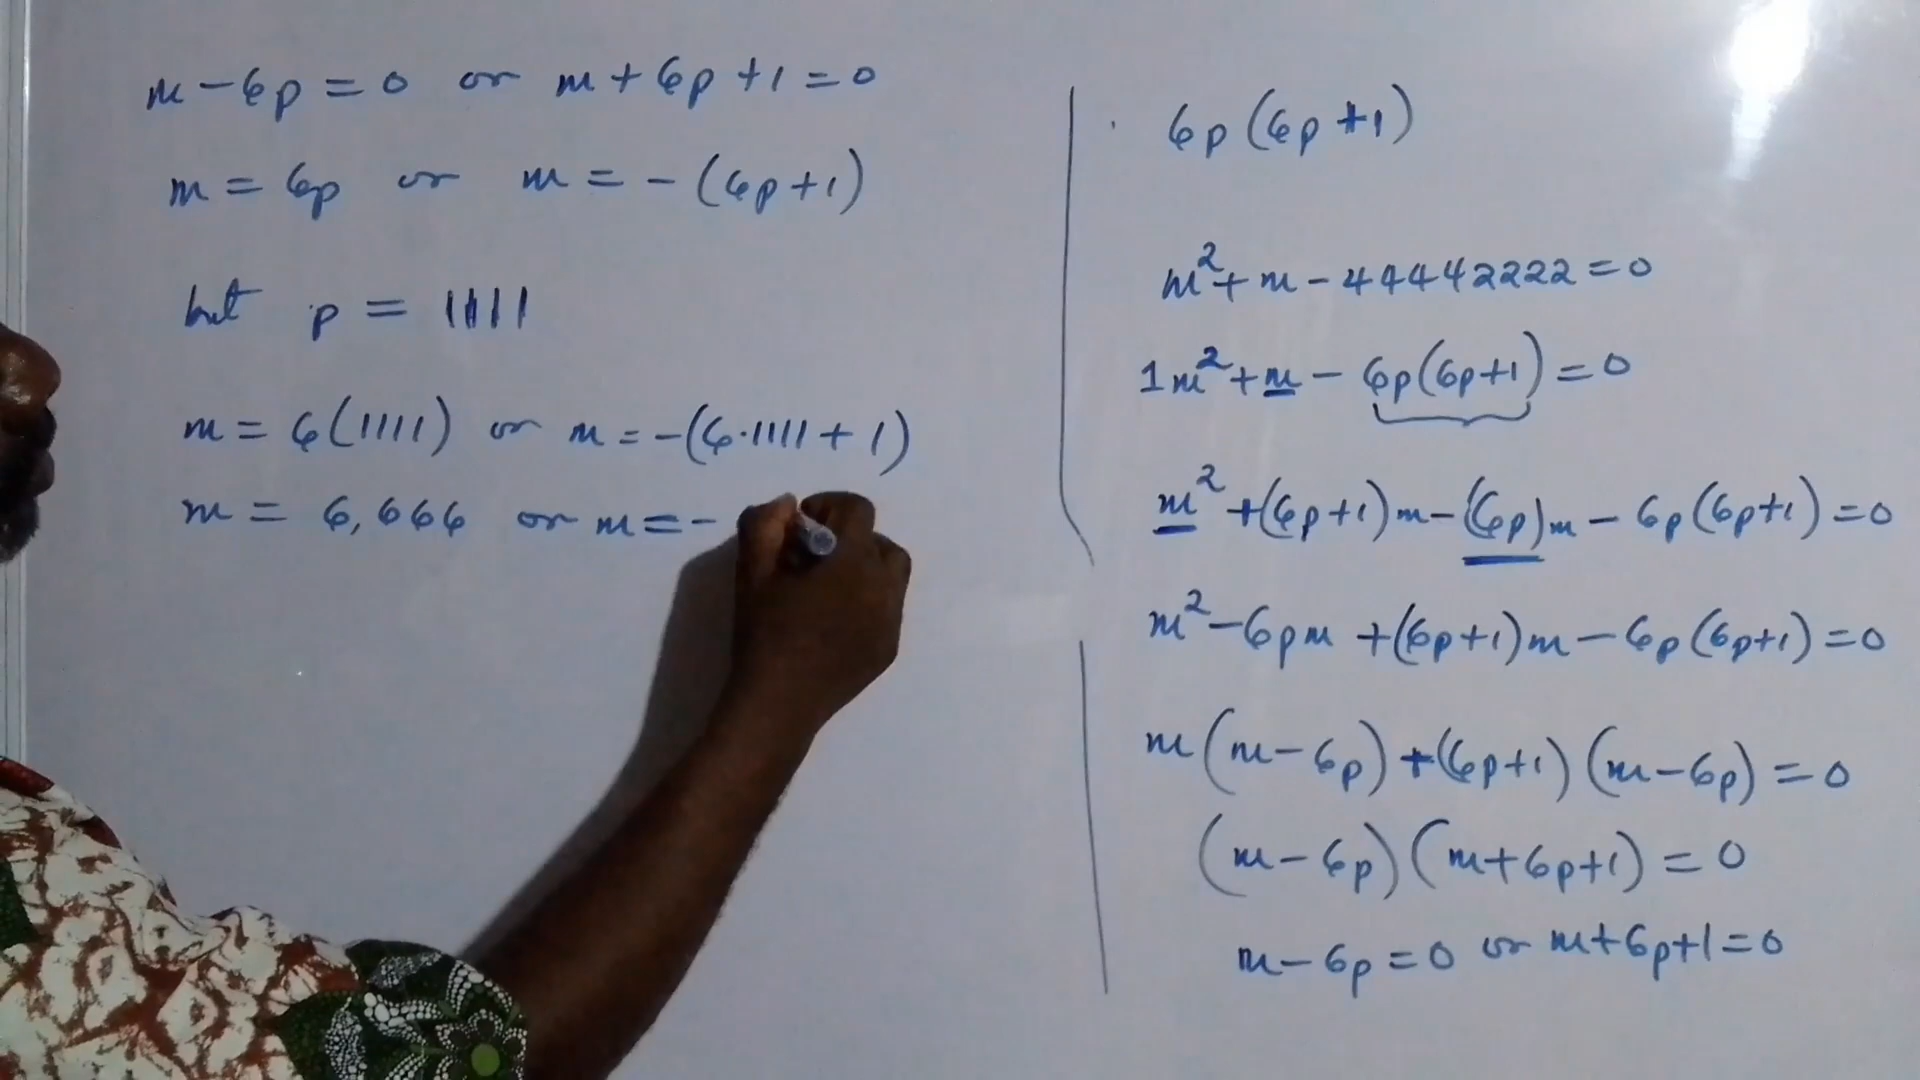 m - 6p = 0 or m + 6p + 1 = 0
m = 6p or m = - (6p + 1)
but p = 1111
m = 6(1111) or m = -(6·1111 + 1)
m = 6,666 or m = -
6p(6p + 1)
m² + m - 44442222 = 0
1m² + m - 6p(6p+1) = 0
m² + (6p+1)m - (6p)m - 6p(6p+1) = 0
m² - 6pm + (6p+1)m - 6p(6p+1) = 0
m(m - 6p) + (6p+1)(m - 6p) = 0
(m - 6p)(m + 6p + 1) = 0
m - 6p = 0 or m + 6p + 1 = 0